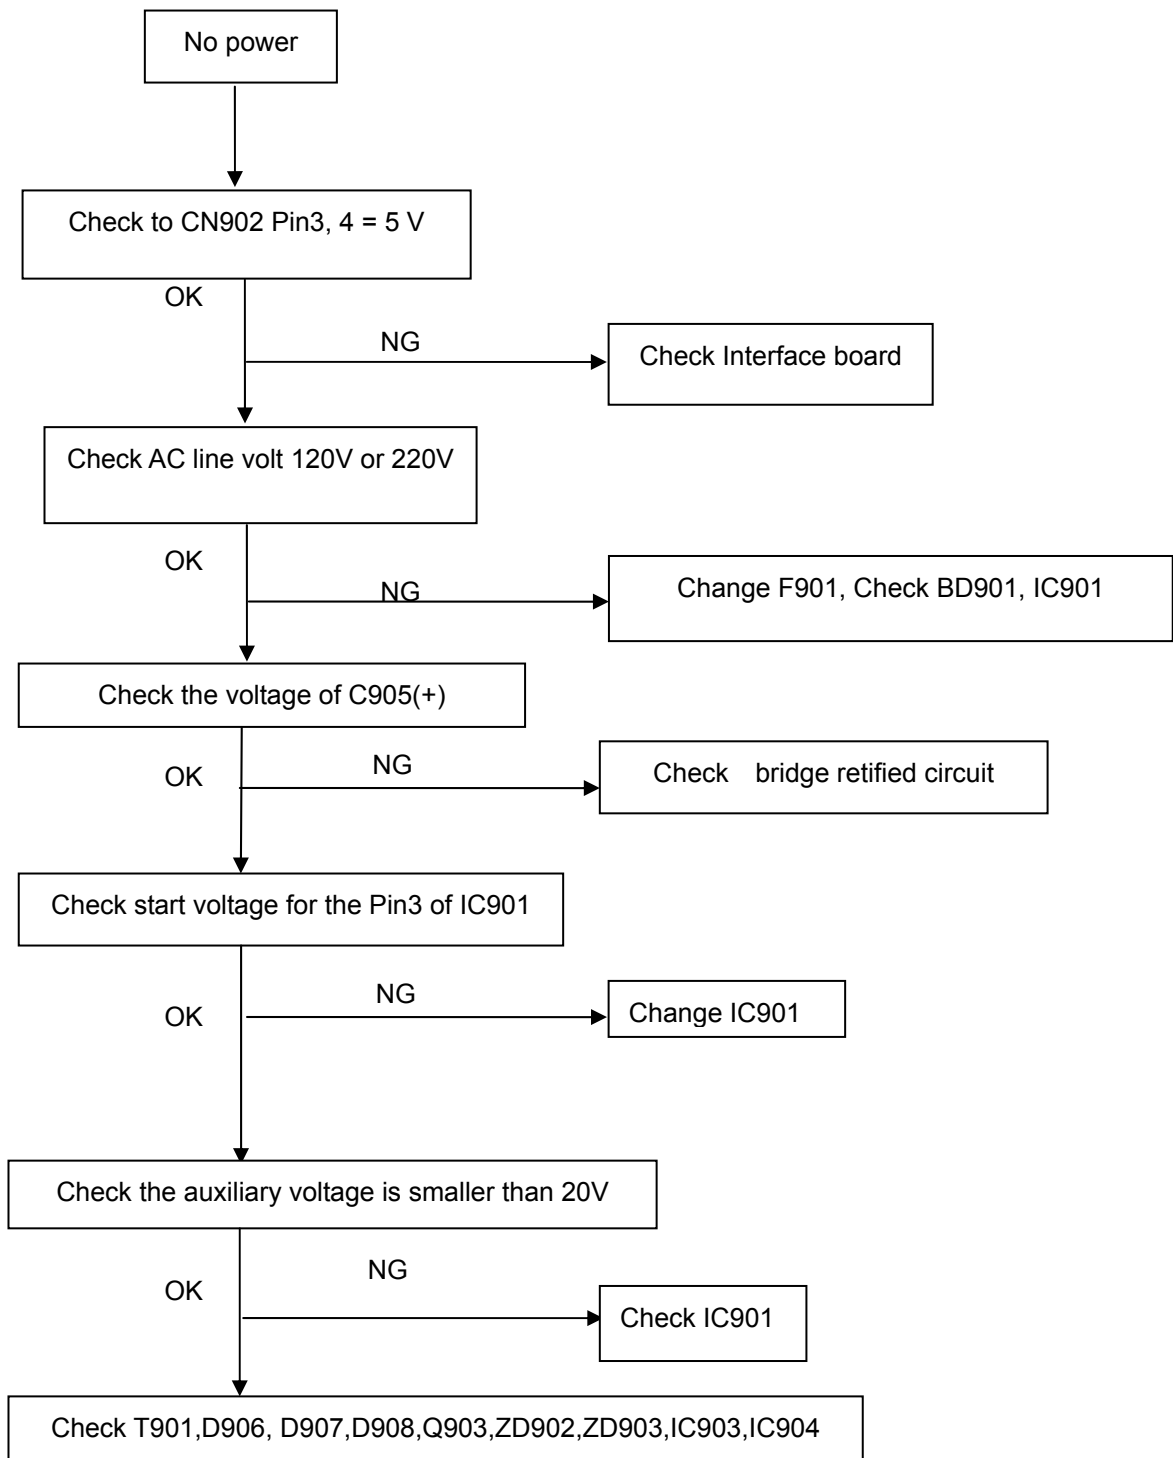 No power
Check to CN902 Pin3, 4 = 5 V
OK
NG
Check Interface board
Check AC line volt 120V or 220V
OK
NG
Change F901, Check BD901, IC901
Check the voltage of C905(+)
OK
NG
Check bridge retified circuit
Check start voltage for the Pin3 of IC901
OK
NG
Change IC901
Check the auxiliary voltage is smaller than 20V
OK
NG
Check IC901
Check T901,D906, D907,D908,Q903,ZD902,ZD903,IC903,IC904